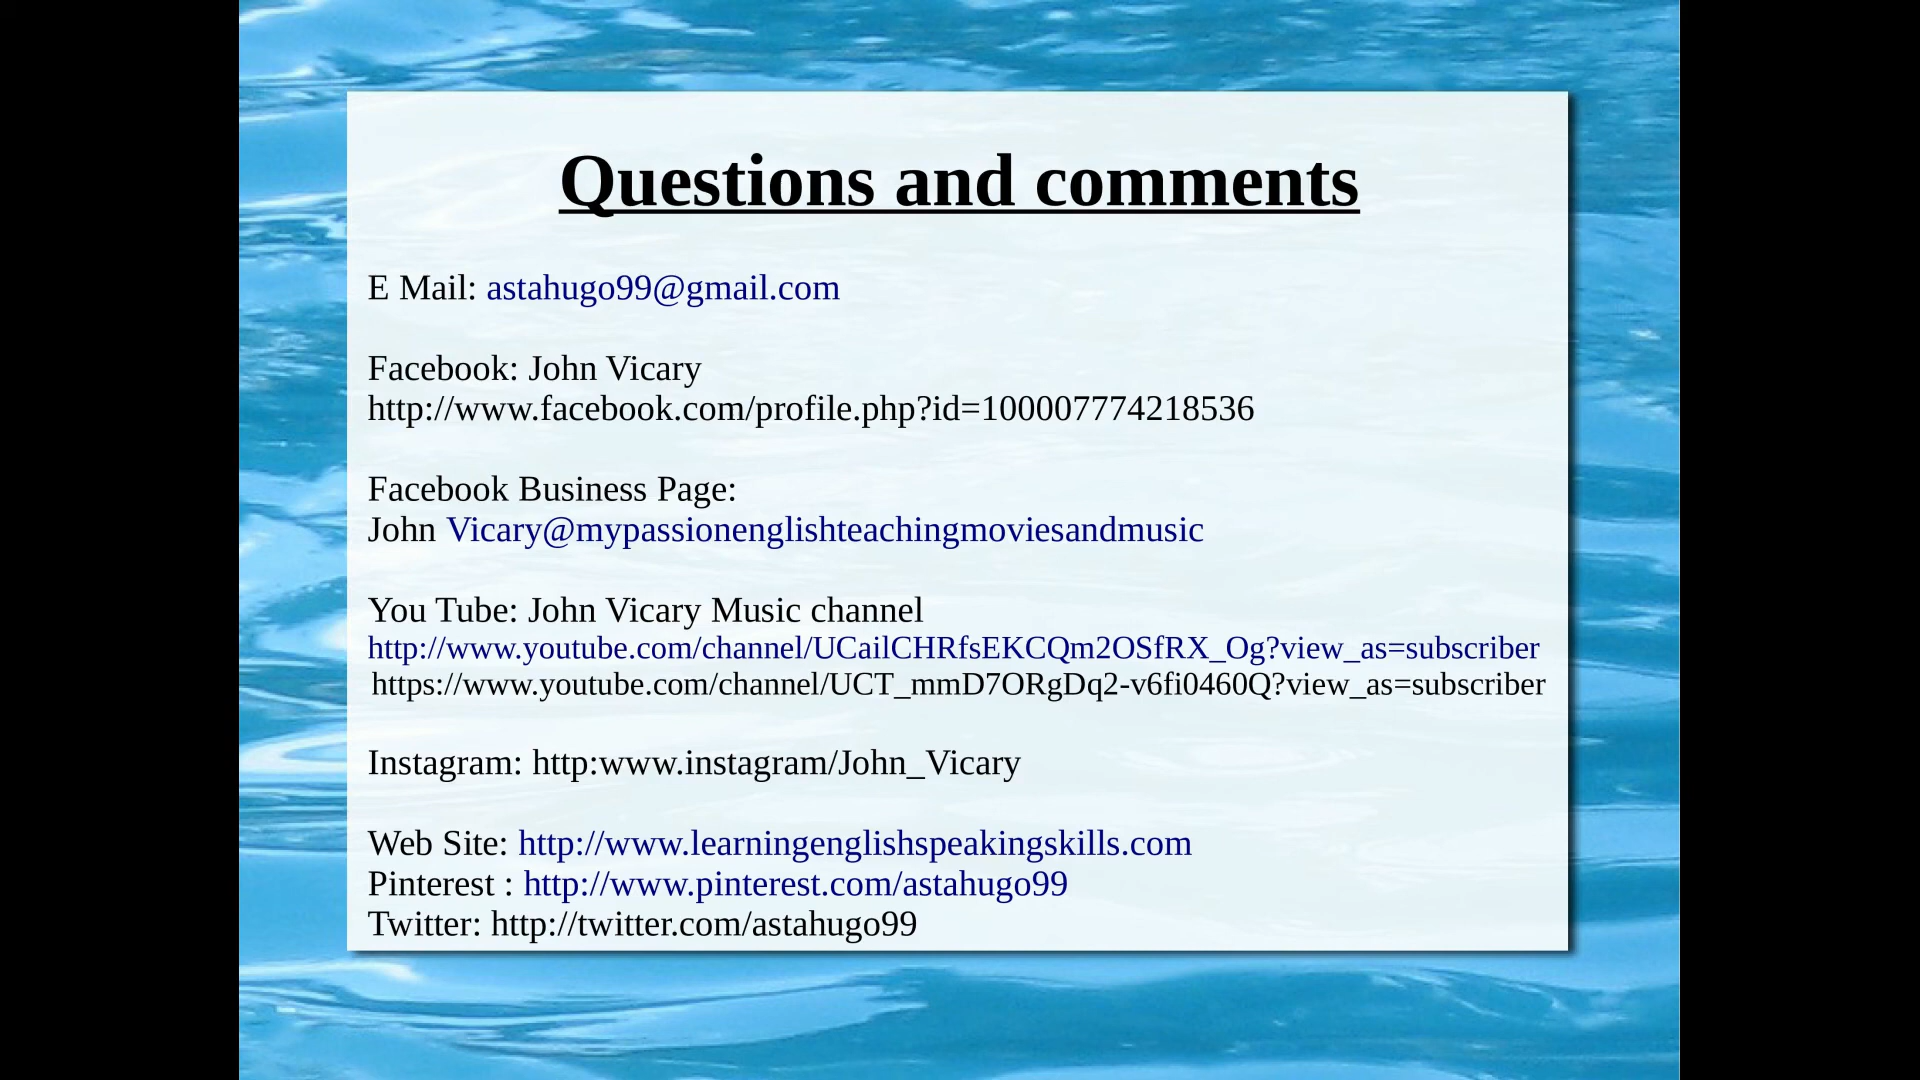 Questions and comments
E Mail: astahugo99@gmail.com
Facebook: John Vicary
http://www.facebook.com/profile.php?id=100007774218536
Facebook Business Page:
John Vicary@mypassionenglishteachingmoviesandmusic
You Tube: John Vicary Music channel
http://www.youtube.com/channel/UCailCHRfsEKCQm2OSfRX_Og?view_as=subscriber
https://www.youtube.com/channel/UCT_mmD7ORgDq2-v6fi0460Q?view_as=subscriber
Instagram: http:www.instagram/John_Vicary
Web Site: http://www.learningenglishspeakingskills.com
Pinterest : http://www.pinterest.com/astahugo99
Twitter: http://twitter.com/astahugo99